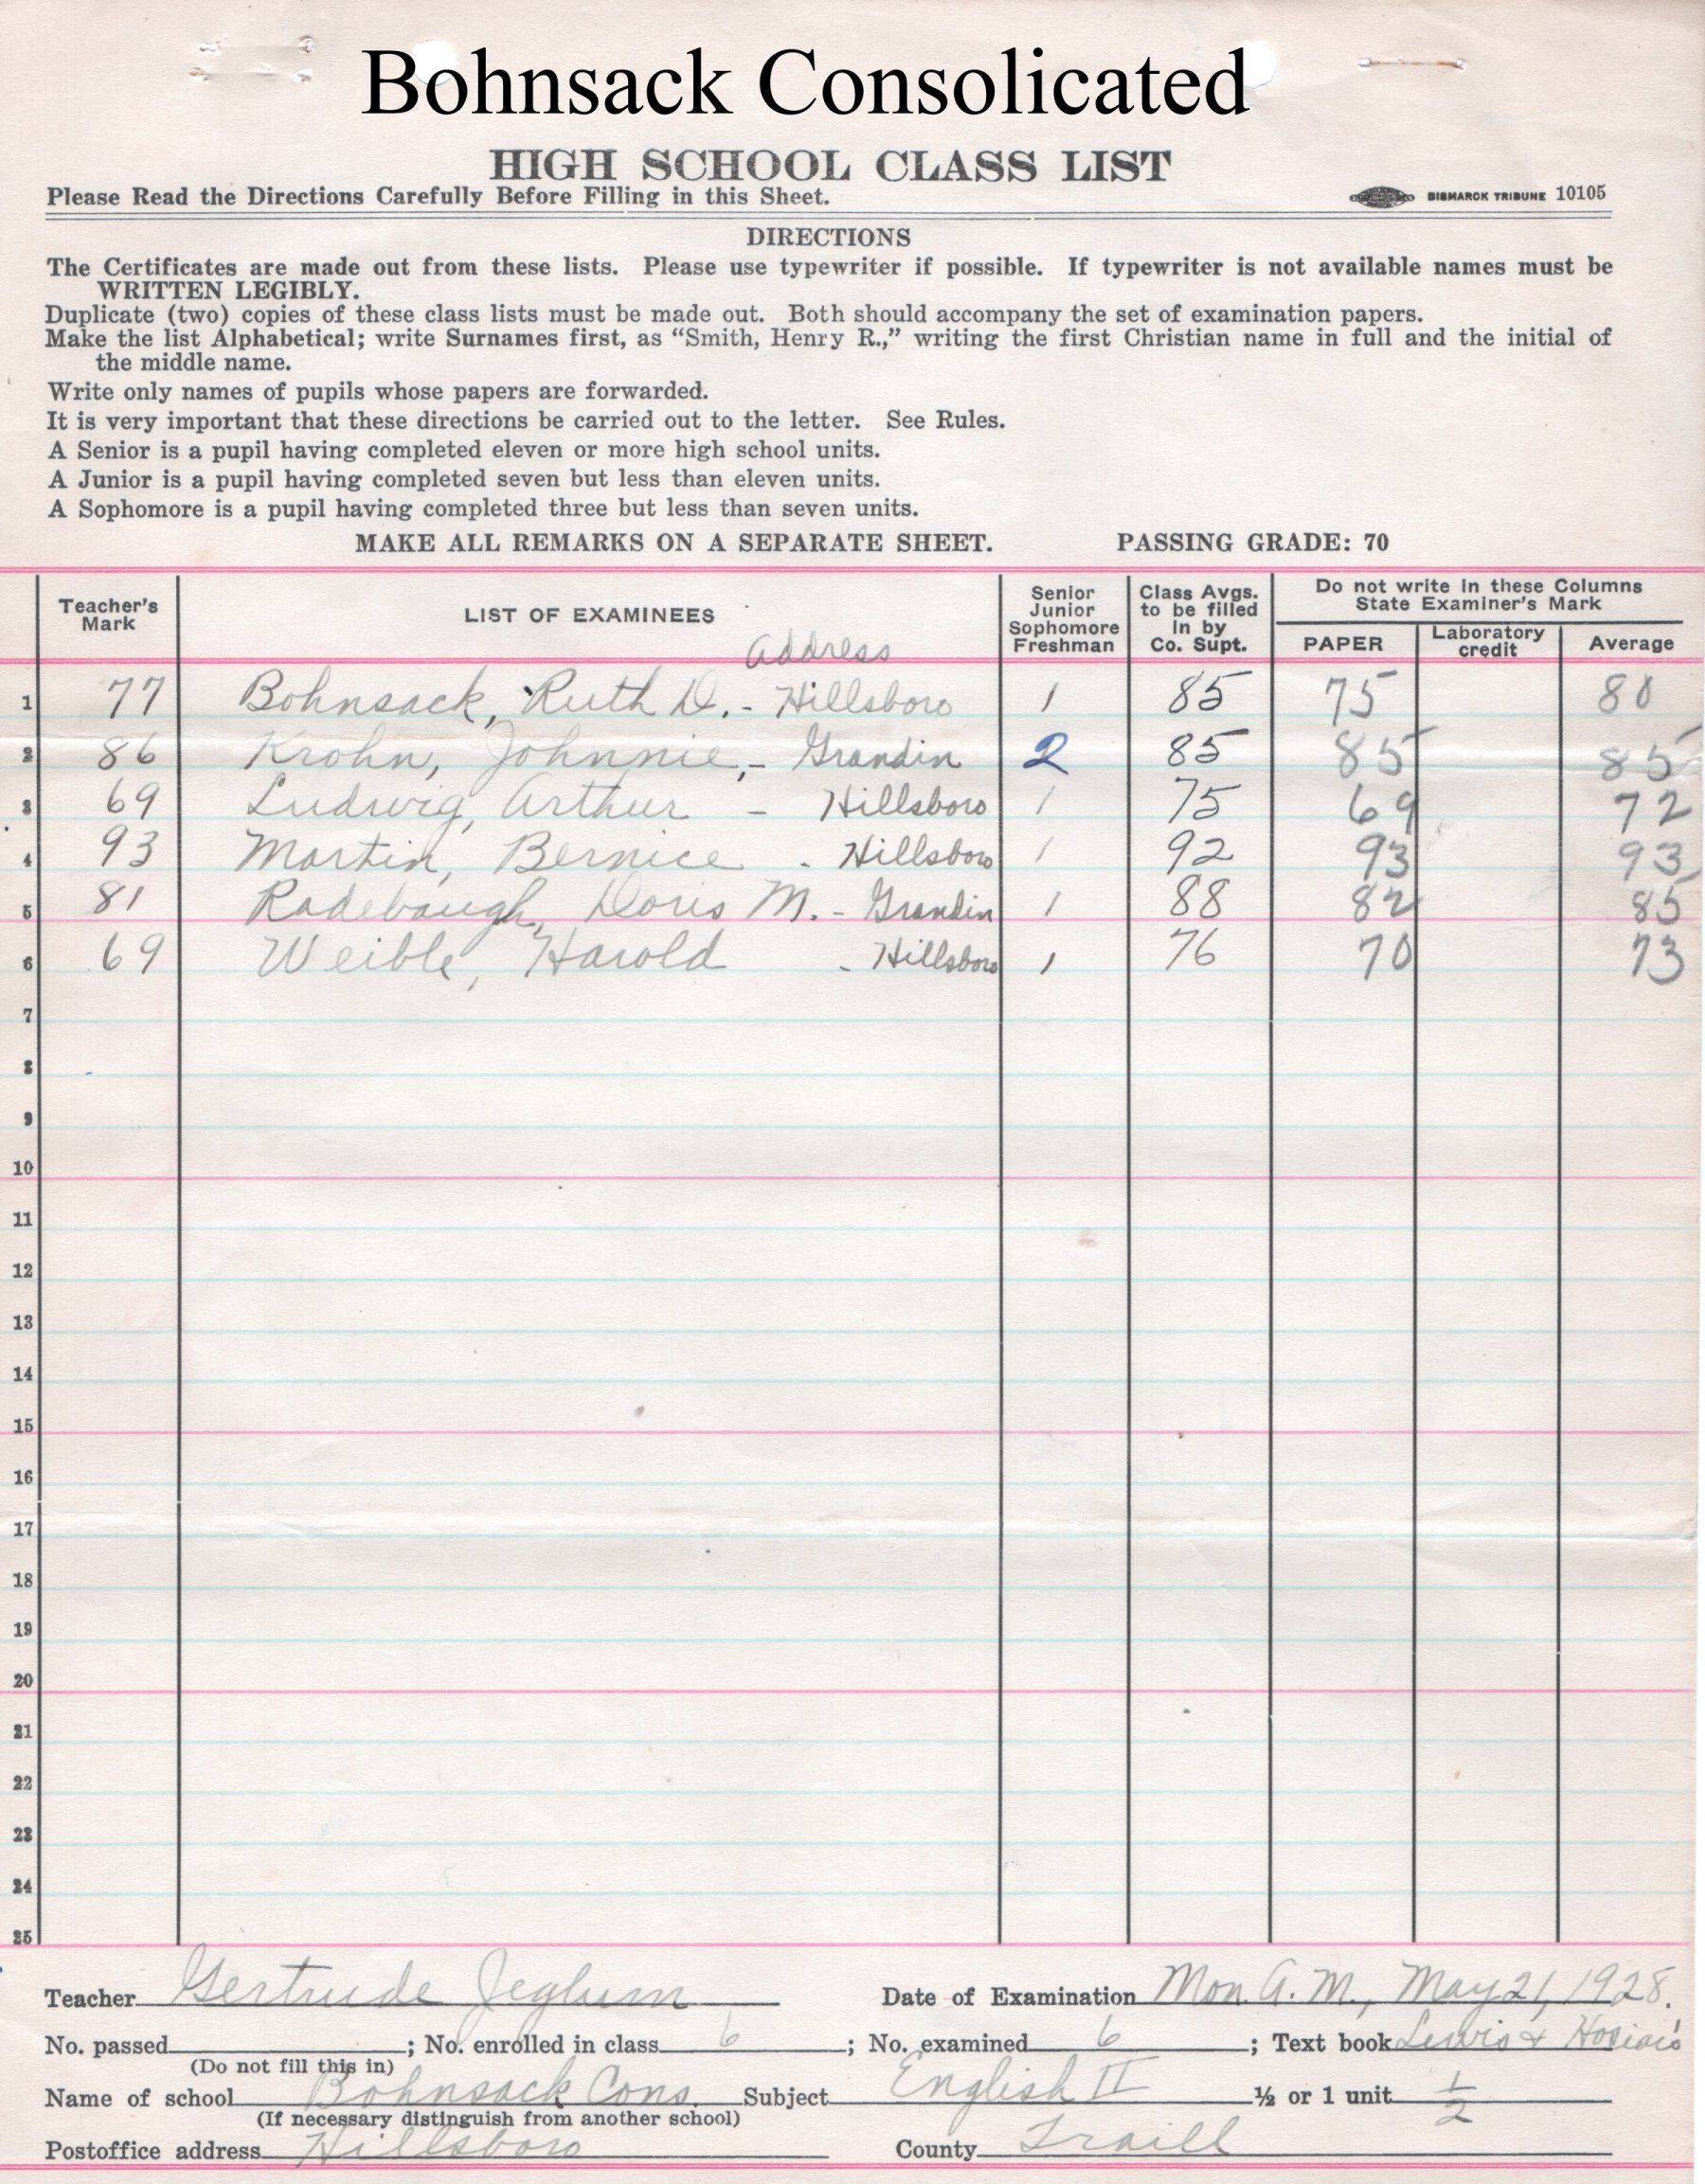 Bohnsack Consolicated
HIGH SCHOOL CLASS LIST
Please Read the Directions Carefully Before Filling in this Sheet. BISMARCK TRIBUNE 10105
DIRECTIONS
The Certificates are made out from these lists. Please use typewriter if possible. If typewriter is not available names must be
WRITTEN LEGIBLY.
Duplicate (two) copies of these class lists must be made out. Both should accompany the set of examination papers.
Make the list Alphabetical; write Surnames first, as “Smith, Henry R.,” writing the first Christian name in full and the initial of
the middle name.
Write only names of pupils whose papers are forwarded.
It is very important that these directions be carried out to the letter. See Rules.
A Senior is a pupil having completed eleven or more high school units.
A Junior is a pupil having completed seven but less than eleven units.
A Sophomore is a pupil having completed three but less than seven units.
MAKE ALL REMARKS ON A SEPARATE SHEET. PASSING GRADE: 70
Teacher's Mark LIST OF EXAMINEES Address Senior Junior Sophomore Freshman Class Avgs. to be filled in by Co. Supt. Do not write in these Columns State Examiner's Mark PAPER Laboratory credit Average
1 77 Bohnsack, Ruth D. - Hillsboro 1 85 75 80
2 86 Krohn, Johnnie, - Grandin 2 85 85 85
3 69 Ludwig, Arthur - Hillsboro 1 75 69 72
4 93 Martin, Bernice - Hillsboro 1 92 93 93
5 81 Radebaugh, Doris M. - Grandin 1 88 82 85
6 69 Weible, Harold - Hillsboro 1 76 70 73
7
8
9
10
11
12
13
14
15
16
17
18
19
20
21
22
23
24
25
Teacher Gertrude Jeglum Date of Examination Mon. A.M., May 21, 1928.
No. passed ; No. enrolled in class 6 ; No. examined 6 ; Text book Lewis &
(Do not fill this in)
Name of school Bohnsack Cons. Subject English II ½ or 1 unit ½
(If necessary distinguish from another school)
Postoffice address Hillsboro County Traill